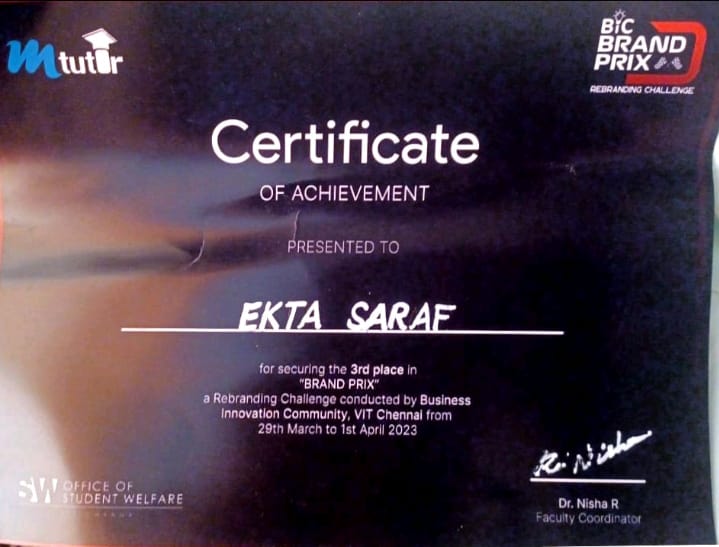 mtutor
BIC
BRAND
PRIX
REBRANDING CHALLENGE
Certificate
OF ACHIEVEMENT
PRESENTED TO
EKTA SARAF
for securing the 3rd place in
"BRAND PRIX"
a Rebranding Challenge conducted by Business
Innovation Community, VIT Chennai from
29th March to 1st April 2023
SW OFFICE OF
STUDENT WELFARE
Nisha
Dr. Nisha R
Faculty Coordinator